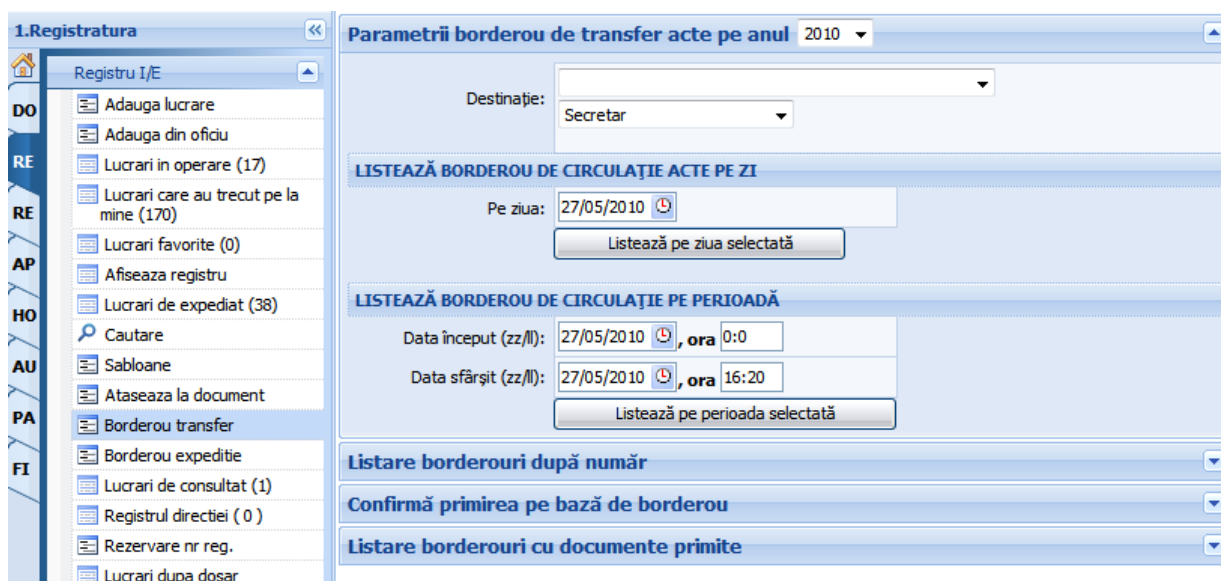 1.Registratura
DO
RE
RE
AP
HO
AU
PA
FI
Registru I/E
Adauga lucrare
Adauga din oficiu
Lucrari in operare (17)
Lucrari care au trecut pe la
mine (170)
Lucrari favorite (0)
Afiseaza registru
Lucrari de expediat (38)
Cautare
Sabloane
Ataseaza la document
Borderou transfer
Borderou expeditie
Lucrari de consultat (1)
Registrul directiei ( 0 )
Rezervare nr reg.
Lucrari dupa dosar
Parametrii borderou de transfer acte pe anul 2010
Destinație:
Secretar
LISTEAZĂ BORDEROU DE CIRCULAŢIE ACTE PE ZI
Pe ziua: 27/05/2010
Listează pe ziua selectată
LISTEAZĂ BORDEROU DE CIRCULAŢIE PE PERIOADĂ
Data început (zz/ll): 27/05/2010 , ora 0:0
Data sfârșit (zz/ll): 27/05/2010 , ora 16:20
Listează pe perioada selectată
Listare borderouri după număr
Confirmă primirea pe bază de borderou
Listare borderouri cu documente primite